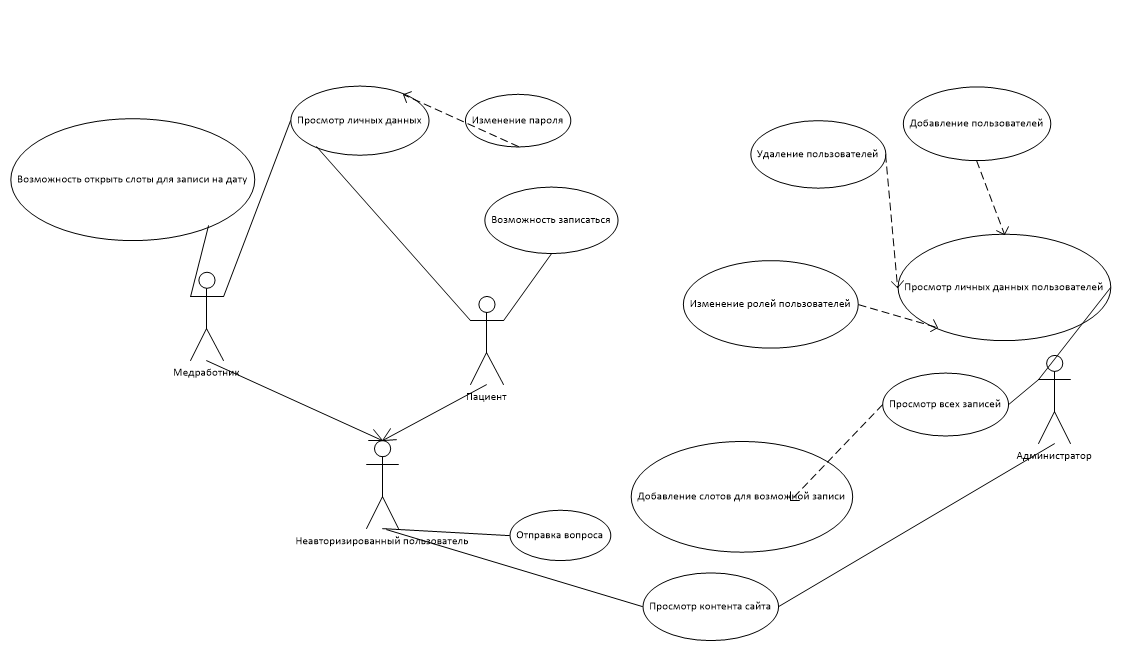 Просмотр личных данных
Изменение пароля
Добавление пользователей
Удаление пользователей
Возможность открыть слоты для записи на дату
Возможность записаться
Просмотр личных данных пользователей
Изменение ролей пользователей
Медработник
Пациент
Просмотр всех записей
Администратор
Добавление слотов для возможной записи
Отправка вопроса
Неавторизированный пользователь
Просмотр контента сайта